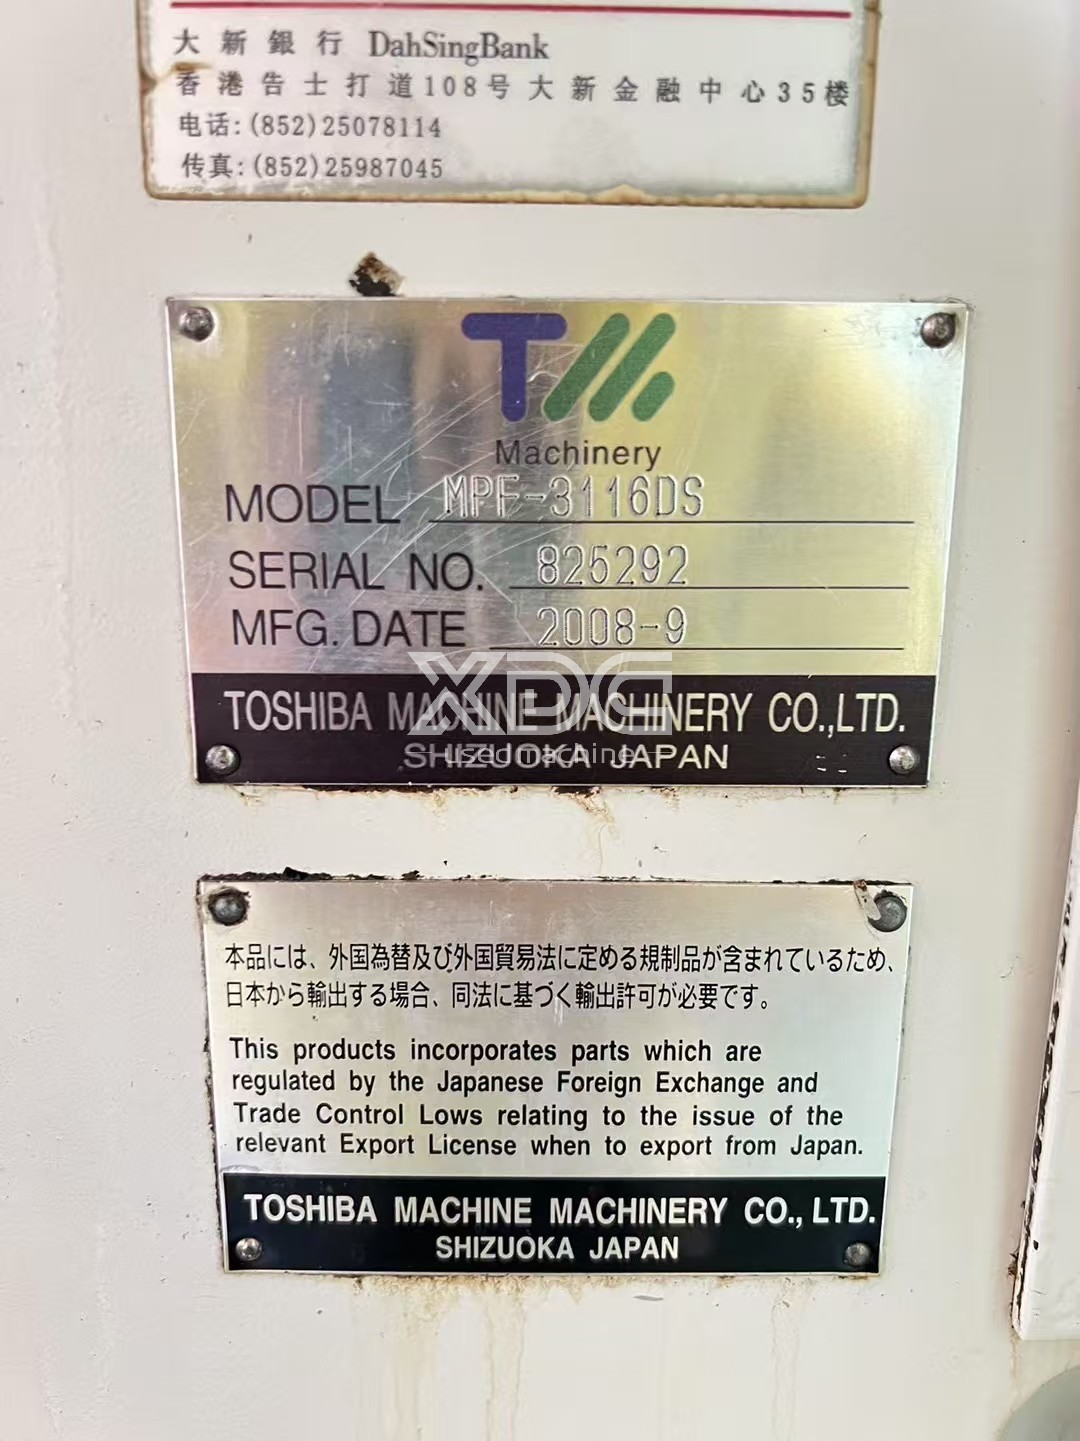 大新銀行 DahSingBank
香港告士打道108号大新金融中心35楼
电话:(852)25078114
传真:(852)25987045
TM
Machinery
MODEL MPF-3116DS
SERIAL NO. 825292
MFG. DATE 2008-9
XDG
usedmachine
TOSHIBA MACHINE MACHINERY CO.,LTD.
SHIZUOKA JAPAN
本品には、外国為替及び外国貿易法に定める規制品が含まれているため、
日本から輸出する場合、同法に基づく輸出許可が必要です。
This products incorporates parts which are
regulated by the Japanese Foreign Exchange and
Trade Control Lows relating to the issue of the
relevant Export License when to export from Japan.
TOSHIBA MACHINE MACHINERY CO., LTD.
SHIZUOKA JAPAN